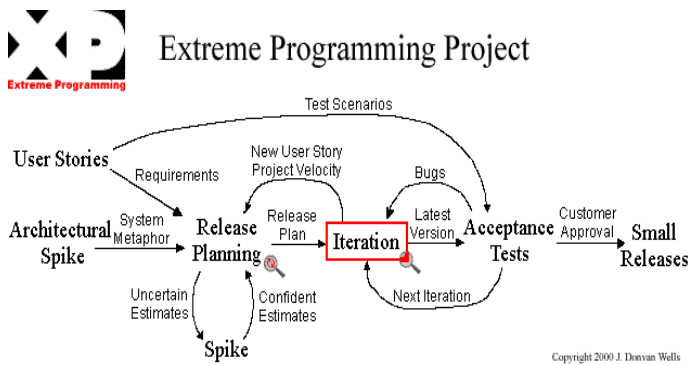 XP
Extreme Programming
Extreme Programming Project
Test Scenarios
User Stories
Requirements
New User Story
Project Velocity
Bugs
Architectural
Spike
System
Metaphor
Release
Planning
Release
Plan
Iteration
Latest
Version
Acceptance
Tests
Customer
Approval
Small
Releases
Next Iteration
Uncertain
Estimates
Confident
Estimates
Spike
Copyright 2000 J. Donvan Wells